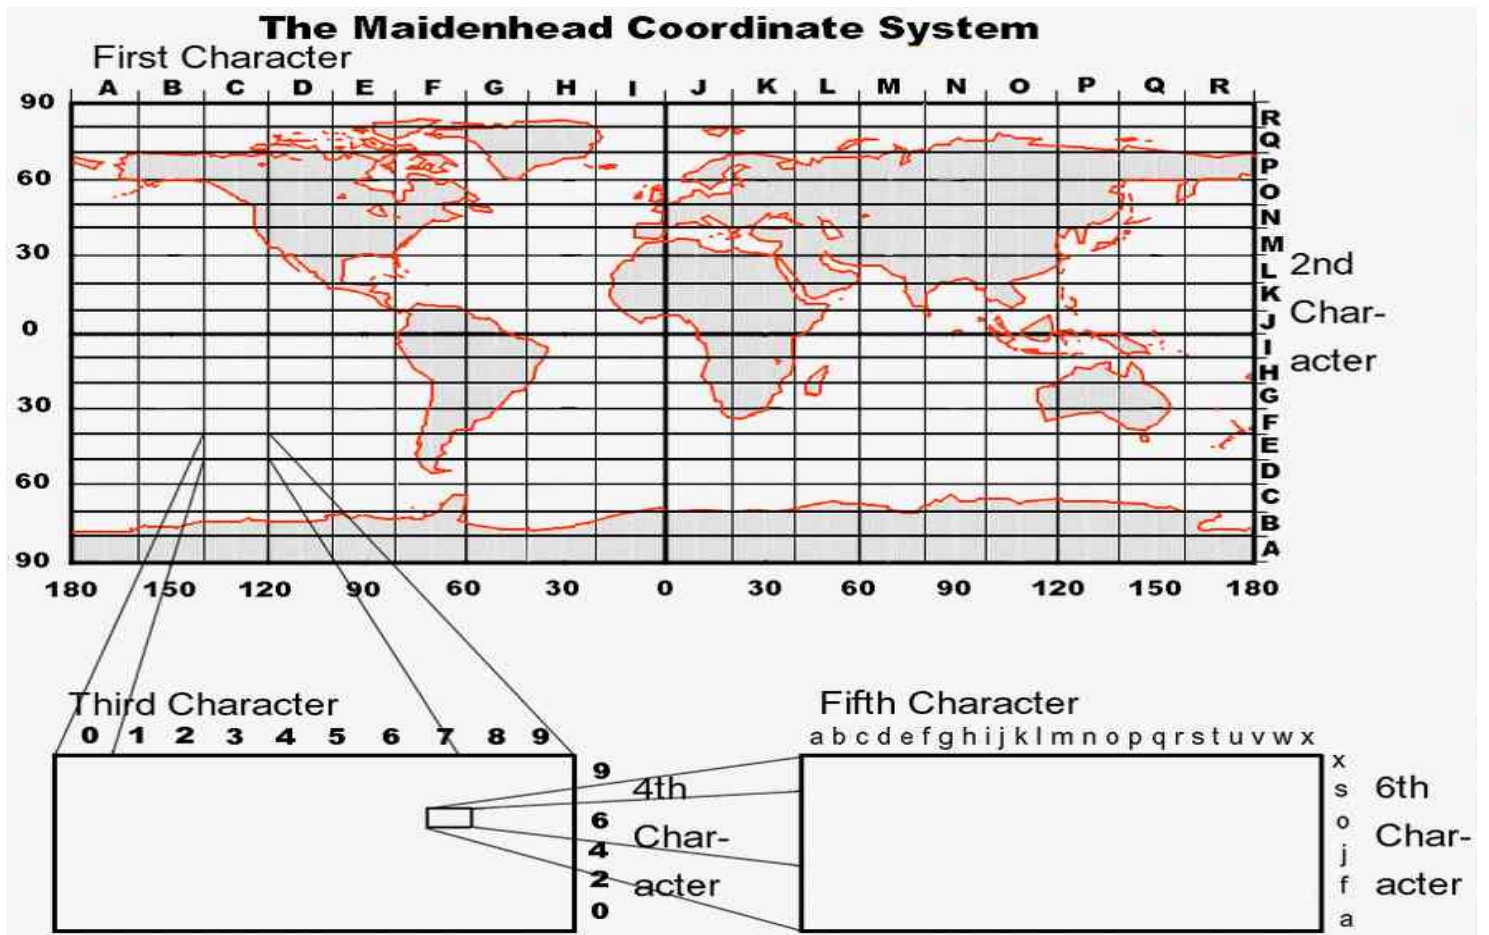 The Maidenhead Coordinate System
First Character
A B C D E F G H I J K L M N O P Q R
90
60
30
0
30
60
90
R
Q
P
O
N
M
L
K
J
I
H
G
F
E
D
C
B
A
2nd
Char-
acter
180 150 120 90 60 30 0 30 60 90 120 150 180
Third Character
0 1 2 3 4 5 6 7 8 9
9
6
4
2
0
4th
Char-
acter
Fifth Character
a b c d e f g h i j k l m n o p q r s t u v w x
x
s
o
j
f
a
6th
Char-
acter